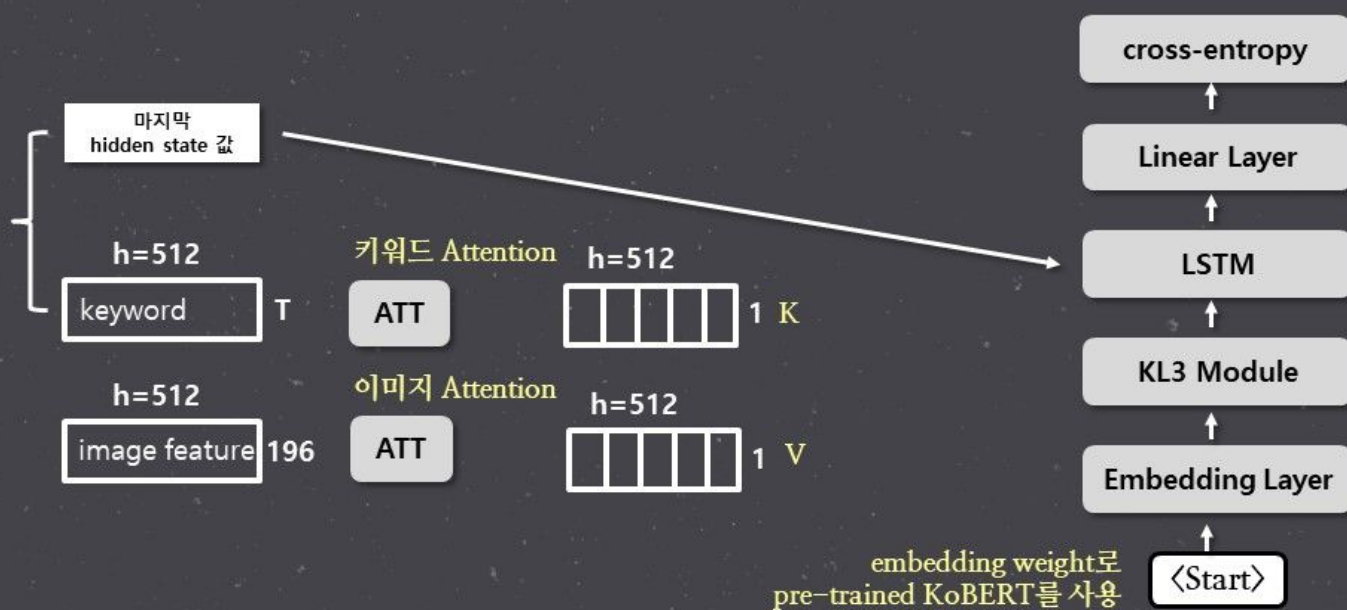 마지막
hidden state 값
h=512
keyword
T
키워드 Attention
ATT
h=512
1 K
h=512
image feature
196
이미지 Attention
ATT
h=512
1 V
cross-entropy
Linear Layer
LSTM
KL3 Module
Embedding Layer
embedding weight로
pre-trained KoBERT를 사용
〈Start〉